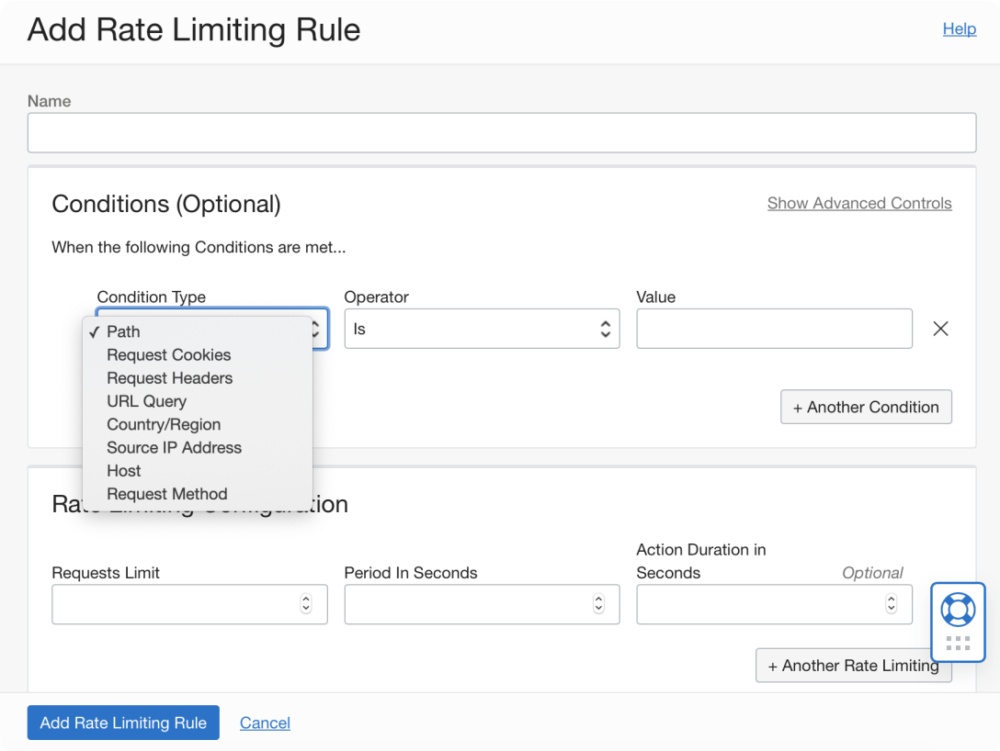 Add Rate Limiting Rule
Help
Name
Conditions (Optional)
Show Advanced Controls
When the following Conditions are met...
Condition Type
Operator
Value
Is
✓ Path
Request Cookies
Request Headers
URL Query
Country/Region
Source IP Address
Host
Request Method
+ Another Condition
Rate Limiting Configuration
Requests Limit
Period In Seconds
Action Duration in
Seconds
Optional
+ Another Rate Limiting
Add Rate Limiting Rule
Cancel